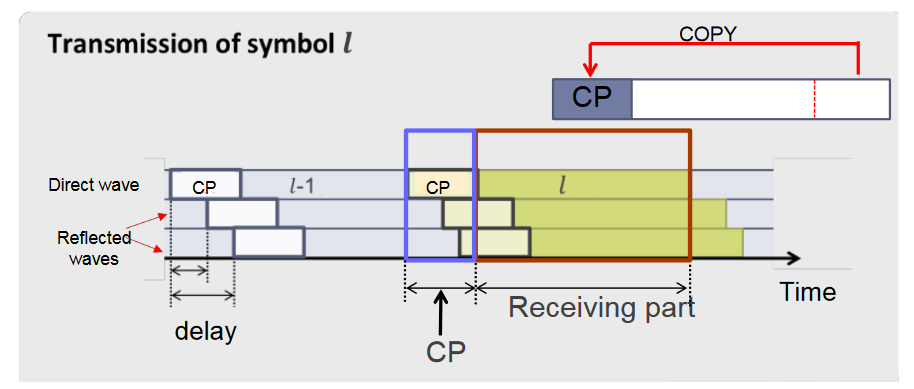 Transmission of symbol l
COPY
CP
Direct wave
CP
l-1
CP
l
Reflected
waves
Time
Receiving part
delay
CP